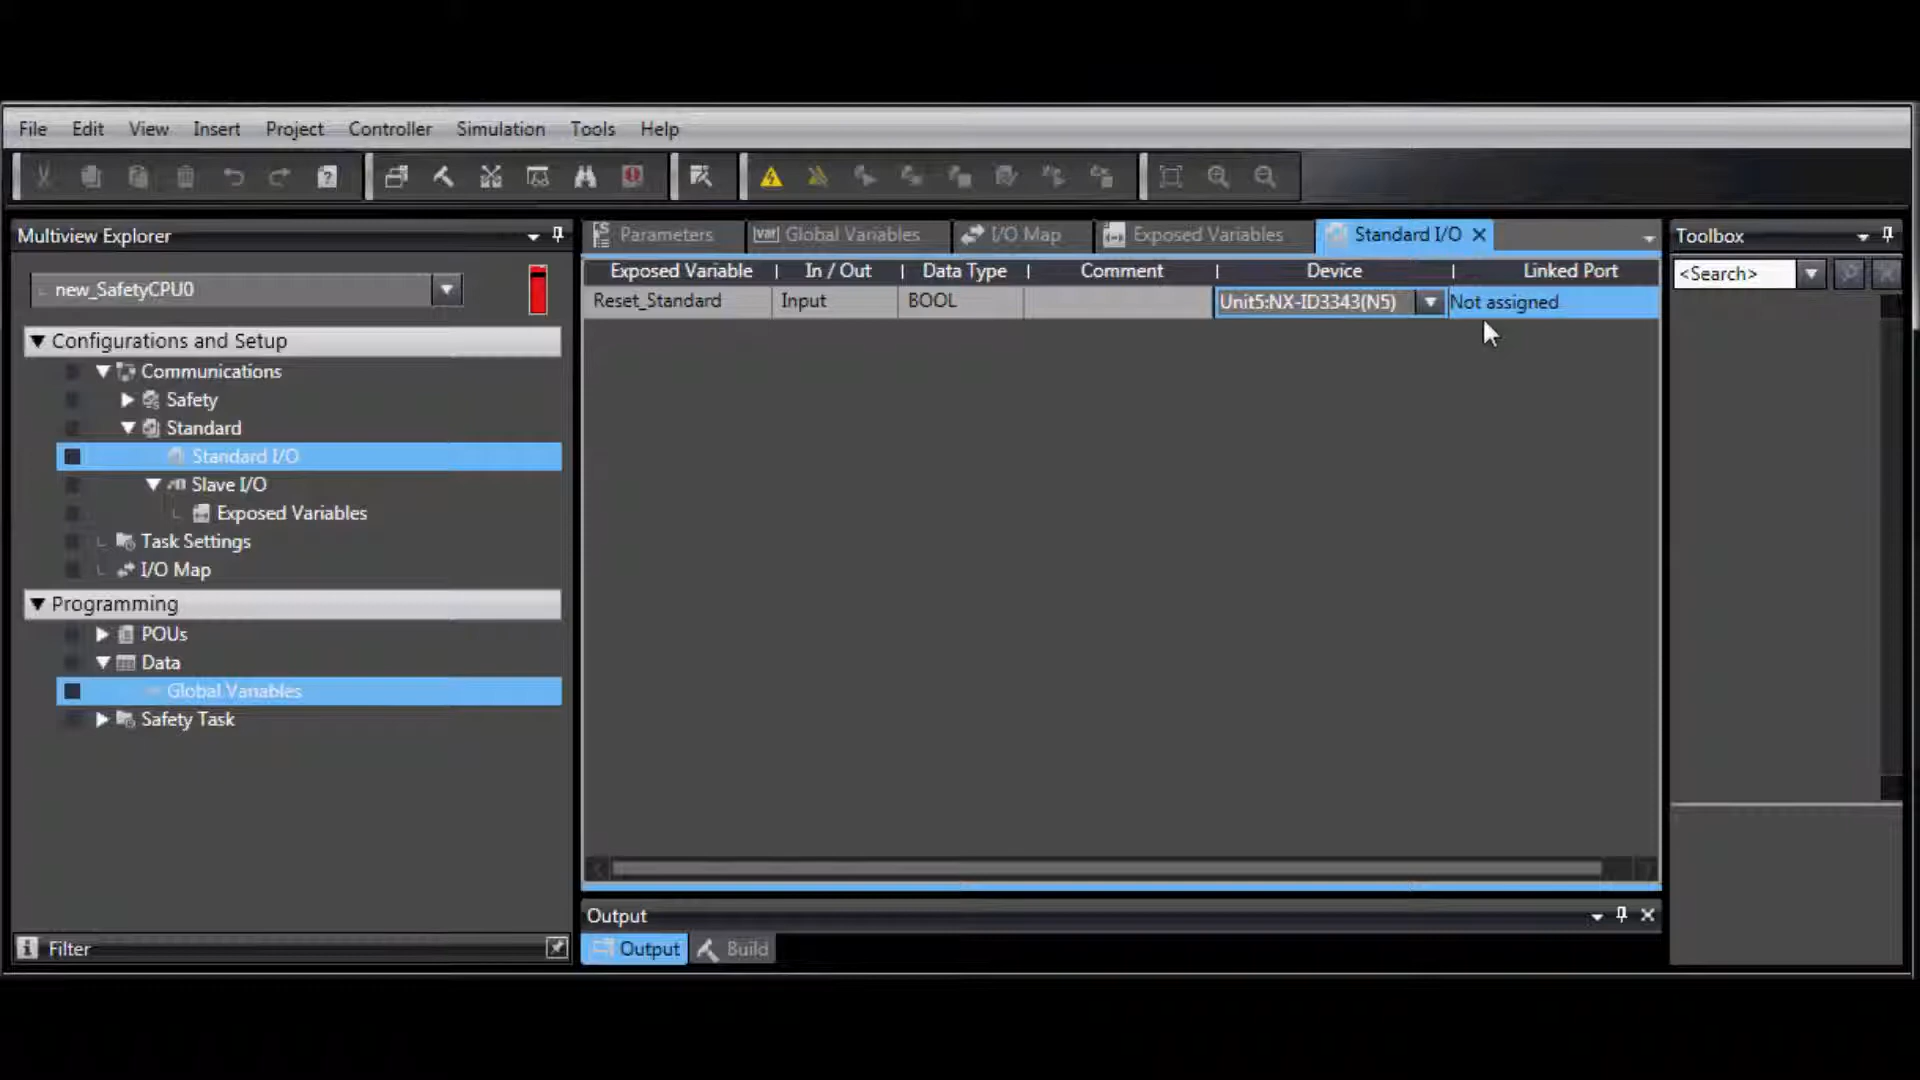 File Edit View Insert Project Controller Simulation Tools Help
Multiview Explorer
new_SafetyCPU0
Configurations and Setup
Communications
Safety
Standard
Standard I/O
Slave I/O
Exposed Variables
Task Settings
I/O Map
Programming
POUs
Data
Global Variables
Safety Task
Filter
Parameters Global Variables I/O Map Exposed Variables Standard I/O
Exposed Variable In / Out Data Type Comment Device Linked Port
Reset_Standard Input BOOL Unit5:NX-ID3343(N5) Not assigned
Output
Output Build
Toolbox
<Search>